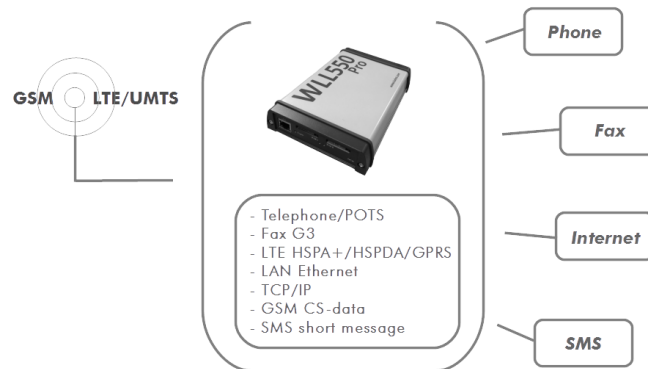 GSM LTE/UMTS
WLL550
Pro
- Telephone/POTS
- Fax G3
- LTE HSPA+/HSPDA/GPRS
- LAN Ethernet
- TCP/IP
- GSM CS-data
- SMS short message
Phone
Fax
Internet
SMS